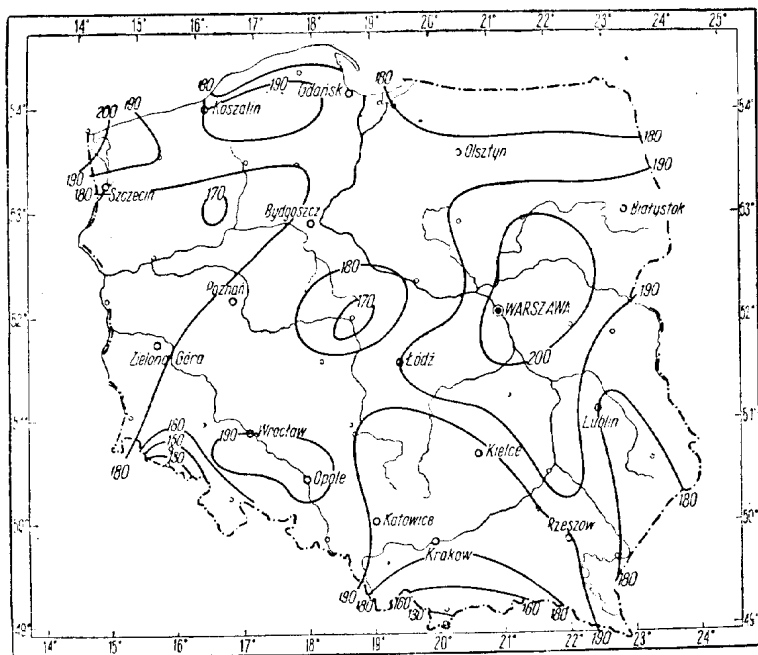 14° 15° 16° 17° 18° 19° 20° 21° 22° 23° 24°
180
190
180
200
190
Gdańsk
54°
Koszalin
54°
180
190
Olsztyn
190
180
Szczecin
170
53°
Białystok
53°
Bydgoszcz
180
190
Poznań
170
WARSZAWA
52°
52°
Zielona Góra
Łódź
200
51°
190
Wrocław
160
150
130
Lublin
51°
Kielce
180
Opole
180
50°
Katowice
Rzeszów
50°
Krakow
190
180
160
130
160
180
190
180
49°
49°
14° 15° 16° 17° 18° 19° 20° 21° 22° 23° 24°